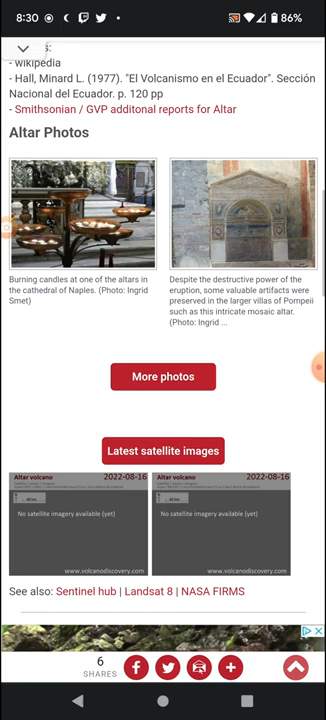 8:30
86%
s:
- wikipedia
- Hall, Minard L. (1977). "El Volcanismo en el Ecuador". Sección
Nacional del Ecuador. p. 120 pp
- Smithsonian / GVP additonal reports for Altar
Altar Photos
Burning candles at one of the altars in
the cathedral of Naples. (Photo: Ingrid
Smet)
Despite the destructive power of the
eruption, some valuable artifacts were
preserved in the larger villas of Pompeii
such as this intricate mosaic altar.
(Photo: Ingrid ...
More photos
Latest satellite images
Altar volcano 2022-08-16
No satellite imagery available (yet)
www.volcanodiscovery.com
Altar volcano 2022-08-16
No satellite imagery available (yet)
www.volcanodiscovery.com
See also: Sentinel hub | Landsat 8 | NASA FIRMS
6
SHARES